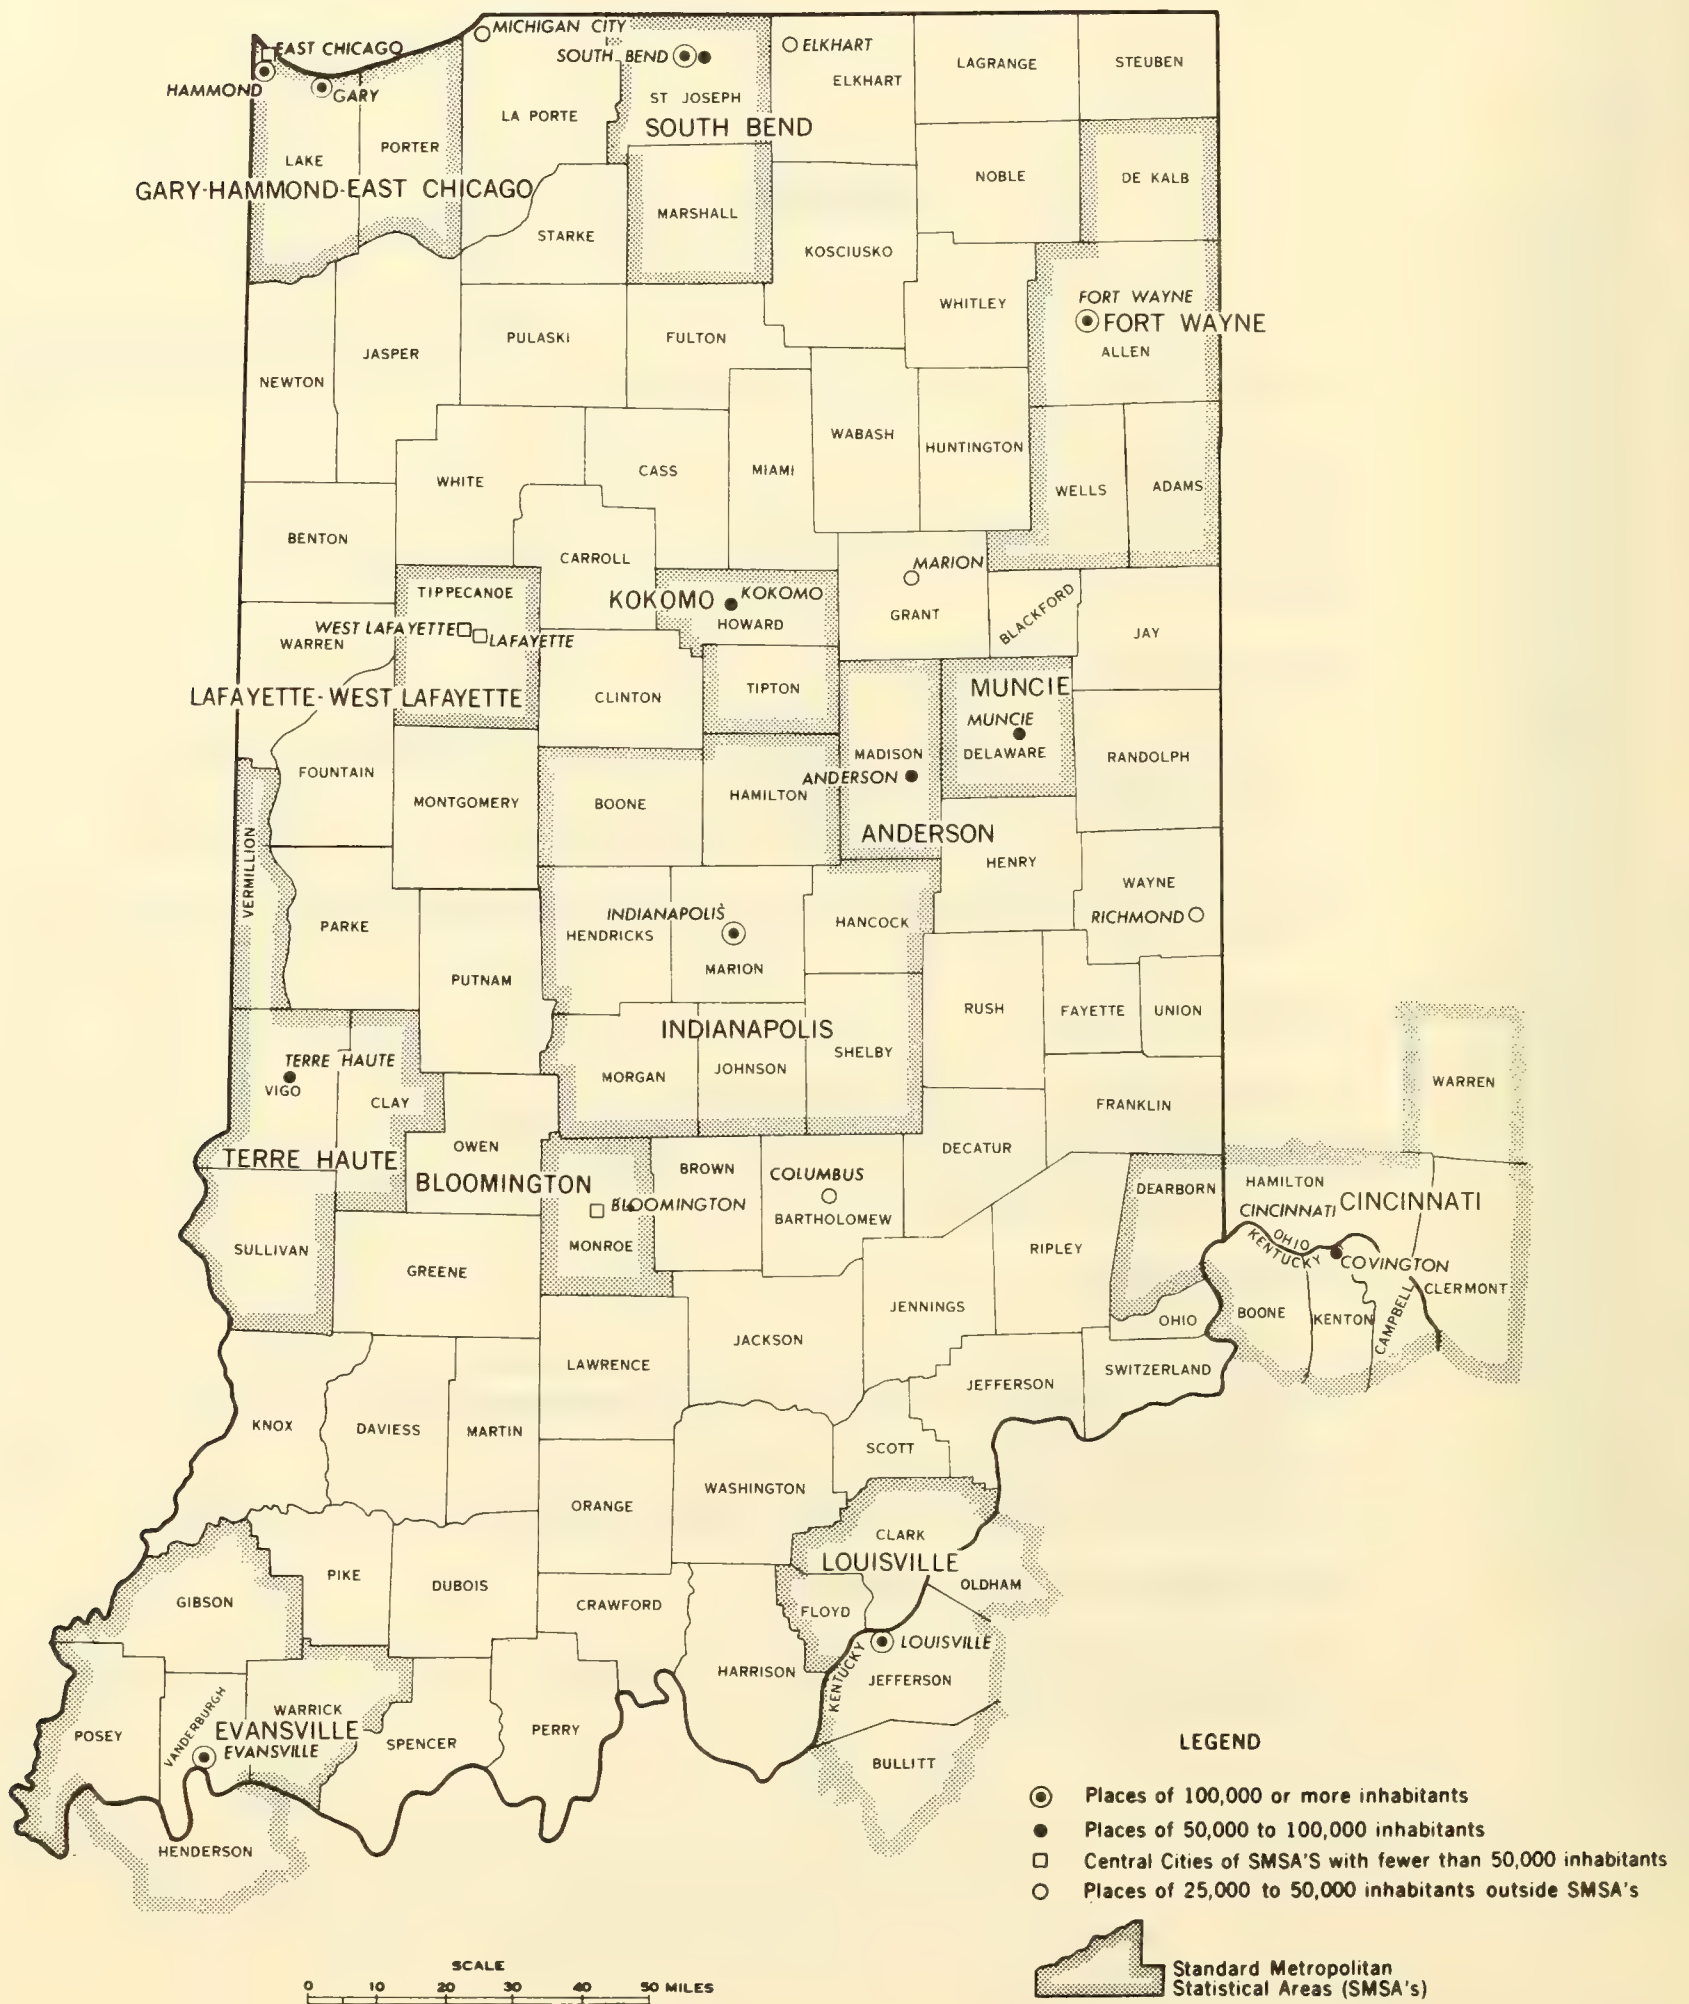 MICHIGAN CITY
EAST CHICAGO
SOUTH BEND
ELKHART
LAGRANGE
STEUBEN
HAMMOND
GARY
ELKHART
ST JOSEPH
LA PORTE
SOUTH BEND
PORTER
LAKE
NOBLE
DE KALB
GARY-HAMMOND-EAST CHICAGO
MARSHALL
STARKE
KOSCIUSKO
WHITLEY
FORT WAYNE
FORT WAYNE
PULASKI
FULTON
JASPER
ALLEN
NEWTON
WABASH
HUNTINGTON
CASS
MIAMI
WHITE
WELLS
ADAMS
BENTON
CARROLL
MARION
TIPPECANOE
KOKOMO
KOKOMO
GRANT
BLACKFORD
HOWARD
WEST LAFAYETTE
LAFAYETTE
WARREN
JAY
TIPTON
MUNCIE
LAFAYETTE-WEST LAFAYETTE
CLINTON
MUNCIE
MADISON
DELAWARE
RANDOLPH
FOUNTAIN
ANDERSON
MONTGOMERY
BOONE
HAMILTON
ANDERSON
HENRY
VERMILLION
WAYNE
INDIANAPOLIS
RICHMOND
PARKE
HENDRICKS
HANCOCK
MARION
PUTNAM
RUSH
FAYETTE
UNION
INDIANAPOLIS
TERRE HAUTE
SHELBY
VIGO
MORGAN
JOHNSON
WARREN
CLAY
FRANKLIN
OWEN
DECATUR
TERRE HAUTE
BROWN
COLUMBUS
BLOOMINGTON
DEARBORN
HAMILTON
BLOOMINGTON
CINCINNATI
CINCINNATI
BARTHOLOMEW
SULLIVAN
MONROE
RIPLEY
OHIO
KENTUCKY
COVINGTON
GREENE
CLERMONT
JENNINGS
BOONE
KENTON
CAMPBELL
OHIO
JACKSON
LAWRENCE
SWITZERLAND
JEFFERSON
KNOX
DAVIESS
MARTIN
SCOTT
WASHINGTON
ORANGE
CLARK
LOUISVILLE
PIKE
DUBOIS
OLDHAM
GIBSON
CRAWFORD
FLOYD
LOUISVILLE
HARRISON
KENTUCKY
JEFFERSON
WARRICK
POSEY
VANDERBURGH
EVANSVILLE
PERRY
SPENCER
EVANSVILLE
BULLITT
HENDERSON
LEGEND
Places of 100,000 or more inhabitants
Places of 50,000 to 100,000 inhabitants
Central Cities of SMSA'S with fewer than 50,000 inhabitants
Places of 25,000 to 50,000 inhabitants outside SMSA's
Standard Metropolitan
Statistical Areas (SMSA's)
SCALE
0 10 20 30 40 50 MILES